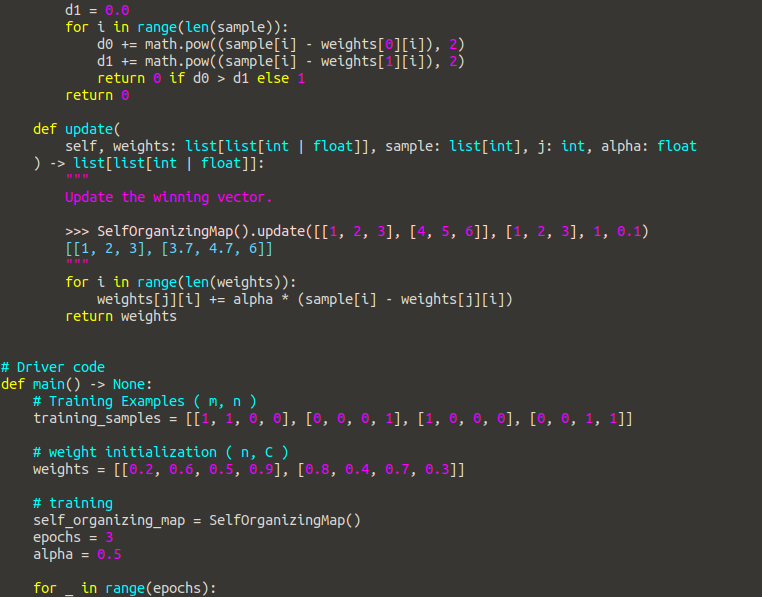 d1 = 0.0
        for i in range(len(sample)):
            d0 += math.pow((sample[i] - weights[0][i]), 2)
            d1 += math.pow((sample[i] - weights[1][i]), 2)
            return 0 if d0 > d1 else 1
        return 0

    def update(
        self, weights: list[list[int | float]], sample: list[int], j: int, alpha: float
    ) -> list[list[int | float]]:
        """
        Update the winning vector.

        >>> SelfOrganizingMap().update([[1, 2, 3], [4, 5, 6]], [1, 2, 3], 1, 0.1)
        [[1, 2, 3], [3.7, 4.7, 6]]
        """
        for i in range(len(weights)):
            weights[j][i] += alpha * (sample[i] - weights[j][i])
        return weights


# Driver code
def main() -> None:
    # Training Examples ( m, n )
    training_samples = [[1, 1, 0, 0], [0, 0, 0, 1], [1, 0, 0, 0], [0, 0, 1, 1]]

    # weight initialization ( n, C )
    weights = [[0.2, 0.6, 0.5, 0.9], [0.8, 0.4, 0.7, 0.3]]

    # training
    self_organizing_map = SelfOrganizingMap()
    epochs = 3
    alpha = 0.5

    for _ in range(epochs):